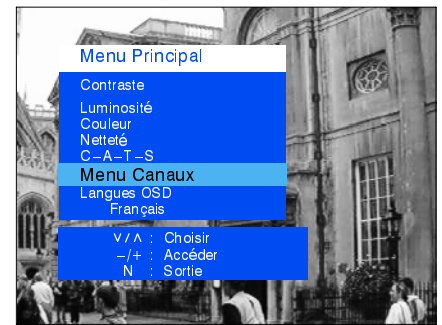 Menu Principal
Contraste
Luminosité
Couleur
Netteté
C–A–T–S
Menu Canaux
Langues OSD
Français
∨/∧ : Choisir
–/+ : Accéder
N : Sortie